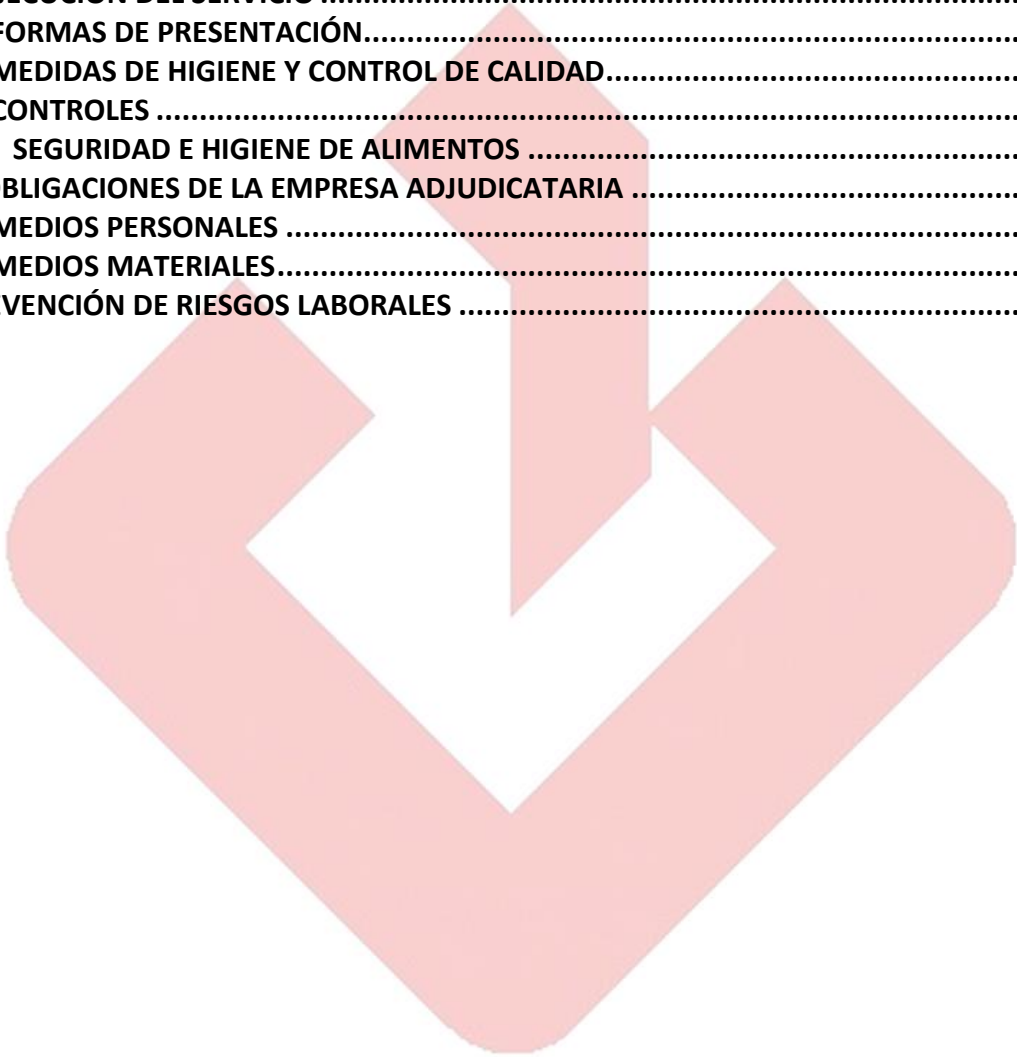 SERVICIO ....................................................................................
FORMAS DE PRESENTACIÓN....................................................................................
MEDIDAS DE HIGIENE Y CONTROL DE CALIDAD.....................................................
CONTROLES ....................................................................................
SEGURIDAD E HIGIENE DE ALIMENTOS ..............................................................
DE LA EMPRESA ADJUDICATARIA ................................................
MEDIOS PERSONALES ....................................................................................
MEDIOS MATERIALES....................................................................................
DE RIESGOS LABORALES .....................................................................